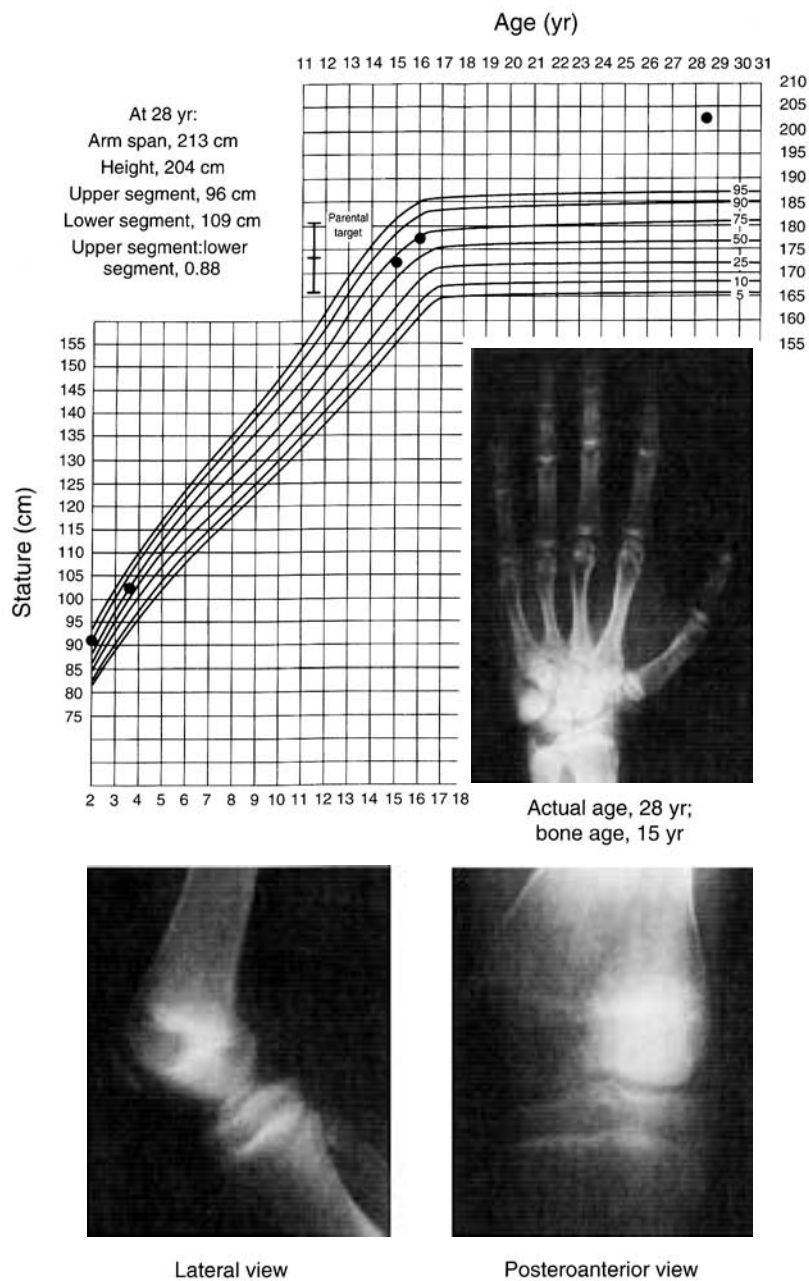 Age (yr)
11 12 13 14 15 16 17 18 19 20 21 22 23 24 25 26 27 28 29 30 31
At 28 yr:
Arm span, 213 cm
Height, 204 cm
Upper segment, 96 cm
Lower segment, 109 cm
Upper segment:lower
segment, 0.88
Parental
target
210
205
200
195
190
185
180
175
170
165
160
155
95
90
75
50
25
10
5
Stature (cm)
155
150
145
140
135
130
125
120
115
110
105
100
95
90
85
80
75
2 3 4 5 6 7 8 9 10 11 12 13 14 15 16 17 18
Actual age, 28 yr;
bone age, 15 yr
Lateral view
Posteroanterior view